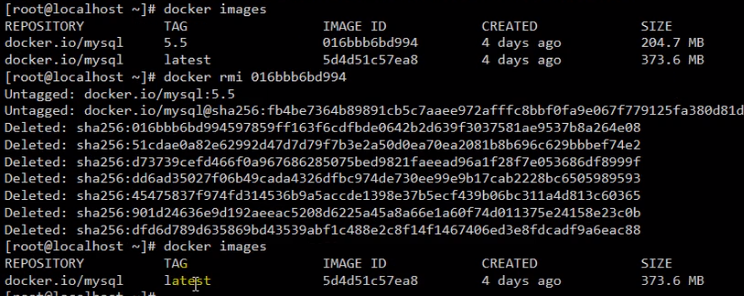 [root@localhost ~]# docker images
REPOSITORY TAG IMAGE ID CREATED SIZE
docker.io/mysql 5.5 016bbb6bd994 4 days ago 204.7 MB
docker.io/mysql latest 5d4d51c57ea8 4 days ago 373.6 MB
[root@localhost ~]# docker rmi 016bbb6bd994
Untagged: docker.io/mysql:5.5
Untagged: docker.io/mysql@sha256:fb4be7364b89891cb5c7aaee972afffc8bbf0fa9e067f779125fa380d81d
Deleted: sha256:016bbb6bd994597859ff163f6cdfbde0642b2d639f3037581ae9537b8a264e08
Deleted: sha256:51cdae0a82e62992d47d7d79f7b3e2a50d0ea70ea2081b8b696c629bbbef74e2
Deleted: sha256:d73739cefd466f0a967686285075bed9821faeead96a1f28f7e053686df8999f
Deleted: sha256:dd6ad35027f06b49cada4326dfbc974de730ee99e9b17cab2228bc6505989593
Deleted: sha256:45475837f974fd314536b9a5accde1398e37b5ecf439b06bc311a4d813c60365
Deleted: sha256:901d24636e9d192aeeac5208d6225a45a8a66e1a60f74d011375e24158e23c0b
Deleted: sha256:dfd6d789d635869bd43539abf1c488e2c8f14f1467406ed3e8fdcadf9a6eac88
[root@localhost ~]# docker images
REPOSITORY TAG IMAGE ID CREATED SIZE
docker.io/mysql latest 5d4d51c57ea8 4 days ago 373.6 MB